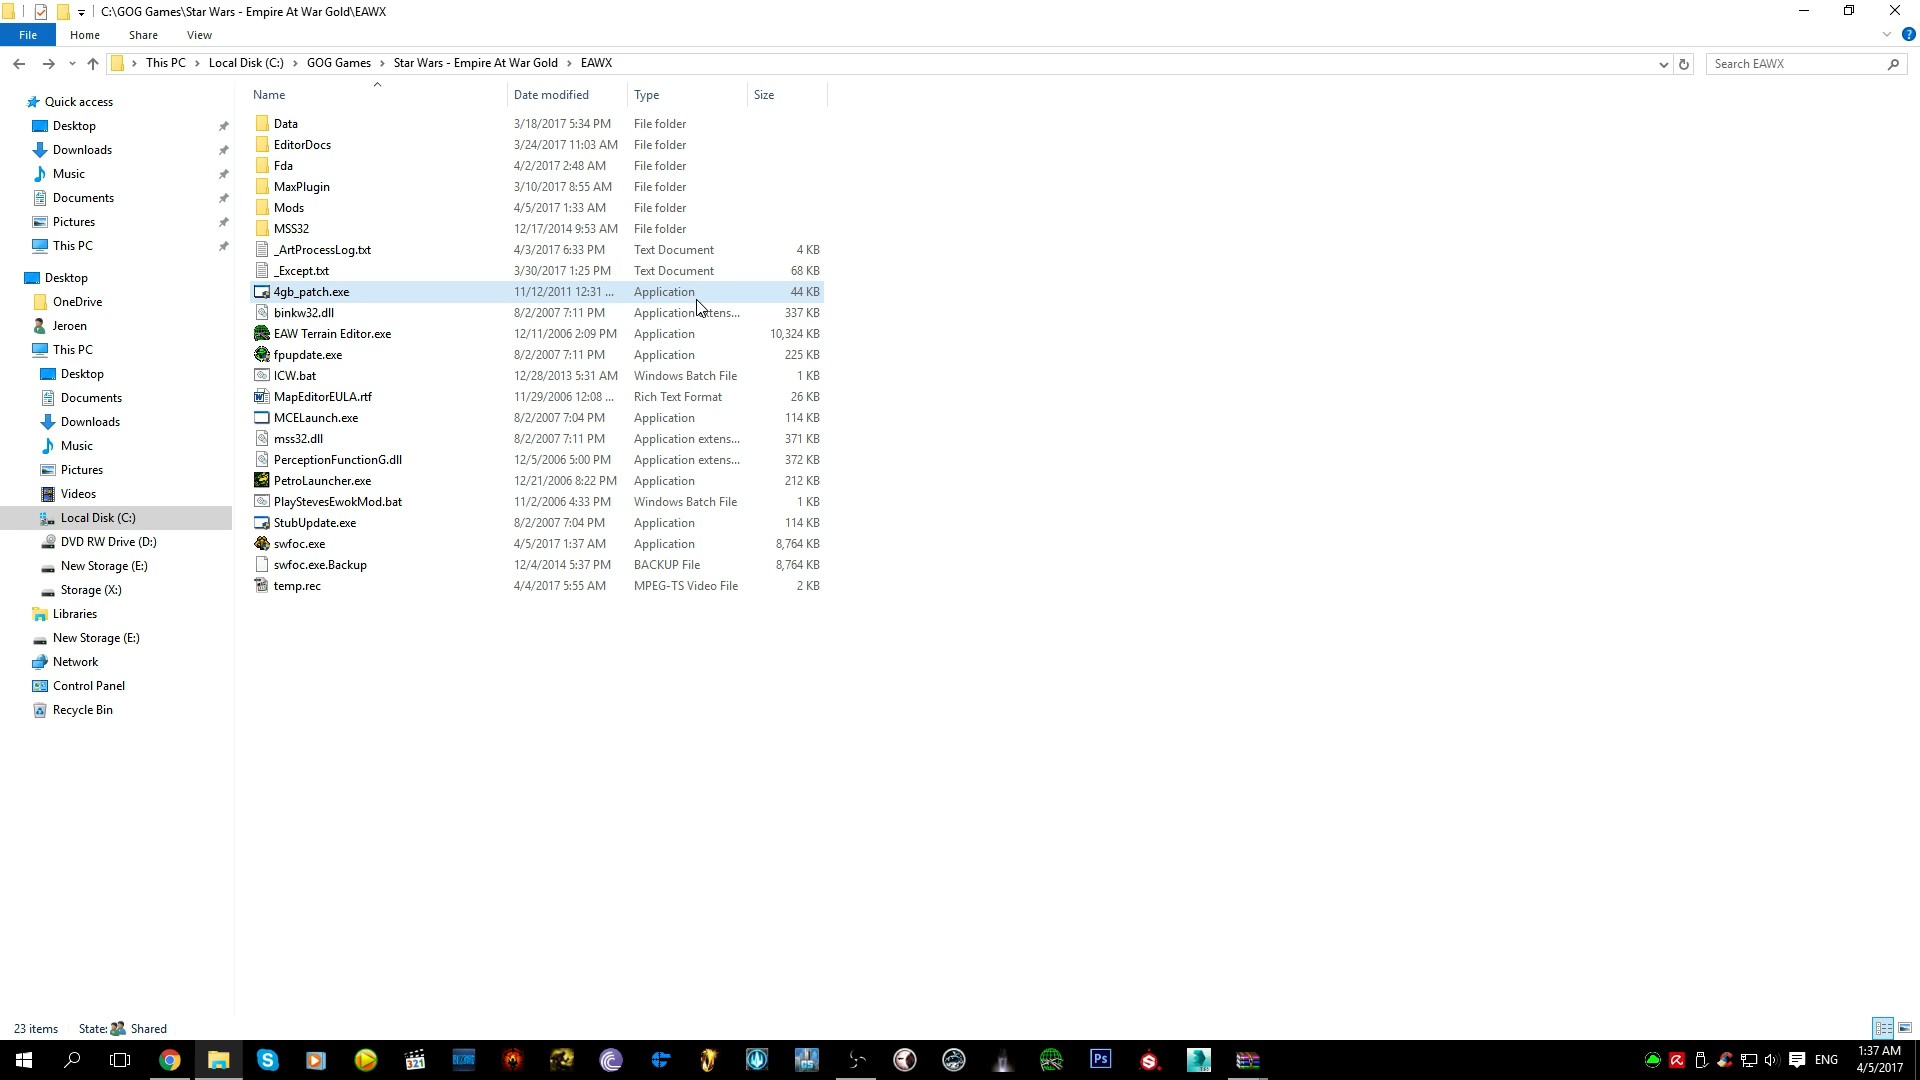 C:\GOG Games\Star Wars - Empire At War Gold\EAWX
File Home Share View
This PC Local Disk (C:) GOG Games Star Wars - Empire At War Gold EAWX
Search EAWX
Name Date modified Type Size
Quick access
Desktop
Downloads
Music
Documents
Pictures
This PC
Desktop
OneDrive
Jeroen
This PC
Desktop
Documents
Downloads
Music
Pictures
Videos
Local Disk (C:)
DVD RW Drive (D:)
New Storage (E:)
Storage (X:)
Libraries
New Storage (E:)
Network
Control Panel
Recycle Bin
Data 3/18/2017 5:34 PM File folder
EditorDocs 3/24/2017 11:03 AM File folder
Fda 4/2/2017 2:48 AM File folder
MaxPlugin 3/10/2017 8:55 AM File folder
Mods 4/5/2017 1:33 AM File folder
MSS32 12/17/2014 9:53 AM File folder
_ArtProcessLog.txt 4/3/2017 6:33 PM Text Document 4 KB
_Except.txt 3/30/2017 1:25 PM Text Document 68 KB
4gb_patch.exe 11/12/2011 12:31 ... Application 44 KB
binkw32.dll 8/2/2007 7:11 PM 337 KB
EAW Terrain Editor.exe 12/11/2006 2:09 PM Application 10,324 KB
fpupdate.exe 8/2/2007 7:11 PM Application 225 KB
ICW.bat 12/28/2013 5:31 AM Windows Batch File 1 KB
MapEditorEULA.rtf 11/29/2006 12:08 ... Rich Text Format 26 KB
MCELaunch.exe 8/2/2007 7:04 PM Application 114 KB
mss32.dll 8/2/2007 7:11 PM Application extens... 371 KB
PerceptionFunctionG.dll 12/5/2006 5:00 PM Application extens... 372 KB
PetroLauncher.exe 12/21/2006 8:22 PM Application 212 KB
PlayStevesEwokMod.bat 11/2/2006 4:33 PM Windows Batch File 1 KB
StubUpdate.exe 8/2/2007 7:04 PM Application 114 KB
swfoc.exe 4/5/2017 1:37 AM Application 8,764 KB
swfoc.exe.Backup 12/4/2014 5:37 PM BACKUP File 8,764 KB
temp.rec 4/4/2017 5:55 AM MPEG-TS Video File 2 KB
23 items State: Shared
321
Ps
ENG
1:37 AM
4/5/2017